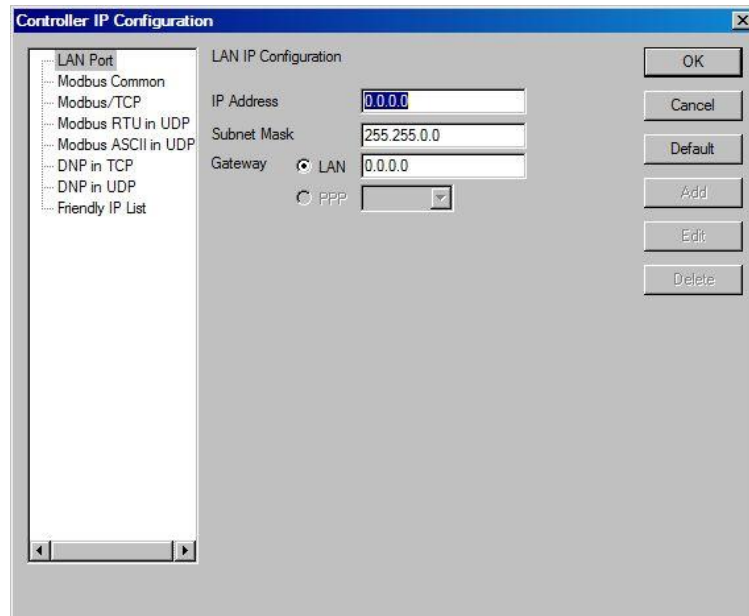 Controller IP Configuration
LAN Port
Modbus Common
Modbus/TCP
Modbus RTU in UDP
Modbus ASCII in UDP
DNP in TCP
DNP in UDP
Friendly IP List
LAN IP Configuration
IP Address 0.0.0.0
Subnet Mask 255.255.0.0
Gateway LAN 0.0.0.0
PPP
OK
Cancel
Default
Add
Edit
Delete